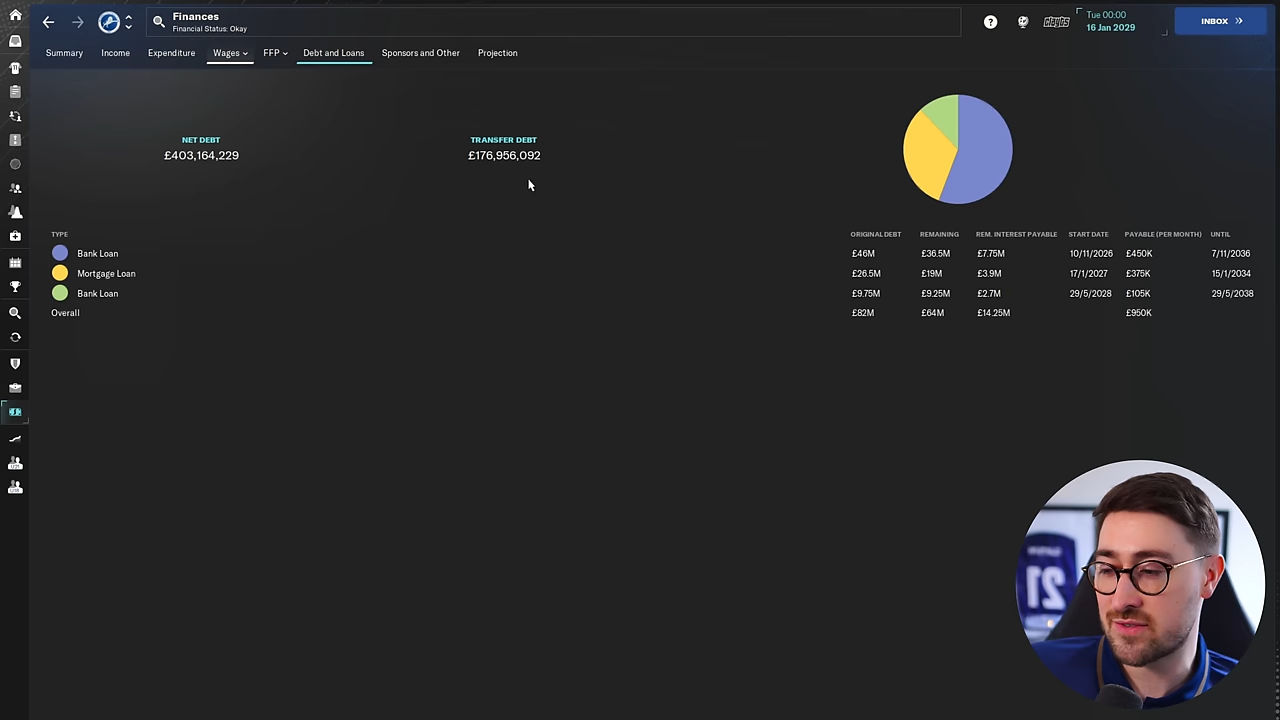 Finances
Financial Status: Okay
clayts
Tue 00:00
16 Jan 2029
INBOX
Summary Income Expenditure Wages FFP Debt and Loans Sponsors and Other Projection
NET DEBT TRANSFER DEBT
£403,164,229 £176,956,092
TYPE ORIGINAL DEBT REMAINING REM. INTEREST PAYABLE START DATE PAYABLE (PER MONTH) UNTIL
Bank Loan £46M £36.5M £7.75M 10/11/2026 £450K 7/11/2036
Mortgage Loan £26.5M £19M £3.9M 17/1/2027 £375K 15/1/2034
Bank Loan £9.75M £9.25M £2.7M 29/5/2028 £105K 29/5/2038
Overall £82M £64M £14.25M £950K
21